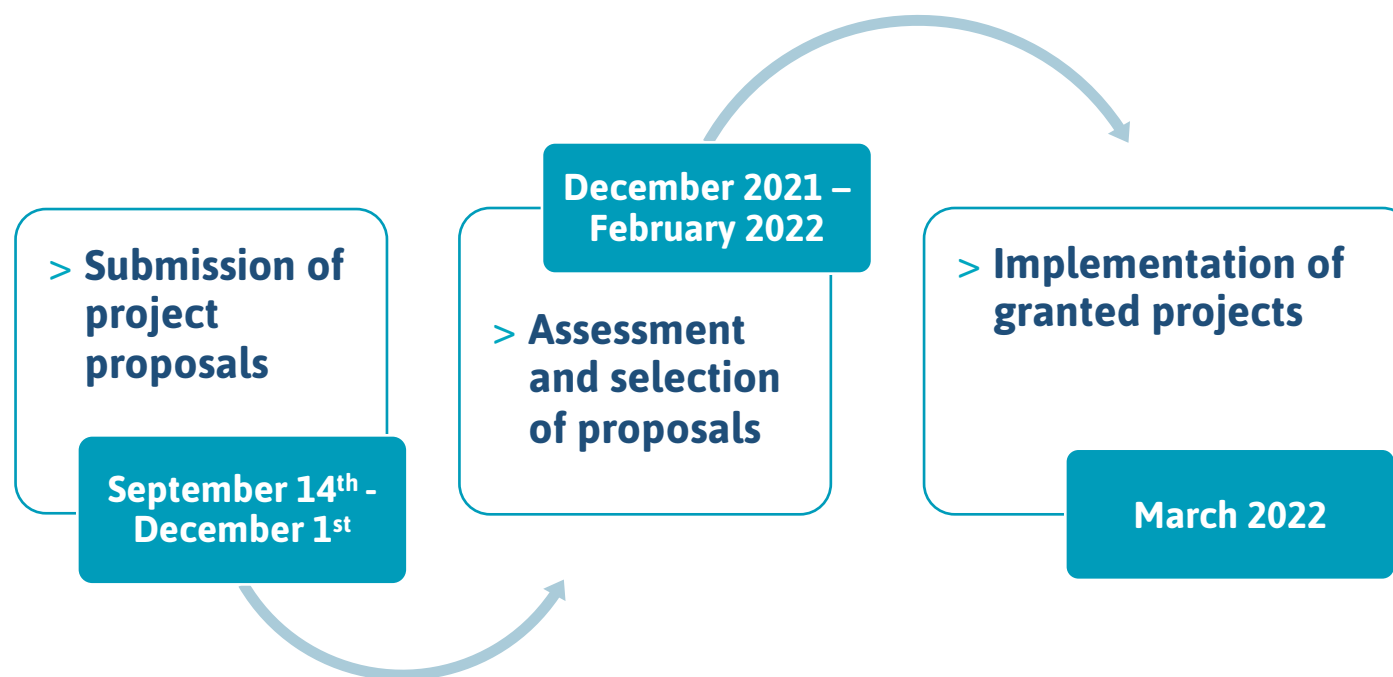 > Submission of
project
proposals
September 14th -
December 1st
December 2021 –
February 2022
> Assessment
and selection
of proposals
> Implementation of
granted projects
March 2022